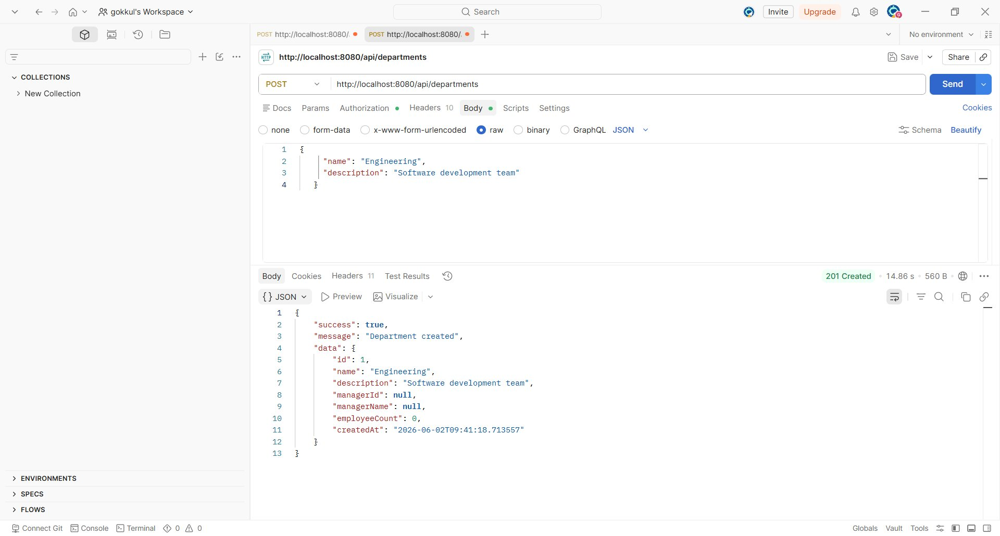 gokkul's Workspace
Search
Invite
Upgrade
POST http://localhost:8080/.
POST http://localhost:8080/.
No environment
HTTP http://localhost:8080/api/departments
Save
Share
COLLECTIONS
New Collection
POST
http://localhost:8080/api/departments
Send
Docs Params Authorization Headers 10 Body Scripts Settings
Cookies
none form-data x-www-form-urlencoded raw binary GraphQL JSON
Schema Beautify
1 {
2 "name": "Engineering",
3 "description": "Software development team"
4 }
Body Cookies Headers 11 Test Results
201 Created • 14.86 s • 560 B •
{} JSON Preview Visualize
1 {
2 "success": true,
3 "message": "Department created",
4 "data": {
5 "id": 1,
6 "name": "Engineering",
7 "description": "Software development team",
8 "managerId": null,
9 "managerName": null,
10 "employeeCount": 0,
11 "createdAt": "2026-06-02T09:41:18.713557"
12 }
13 }
ENVIRONMENTS
SPECS
FLOWS
Connect Git Console Terminal 0 0
Globals Vault Tools